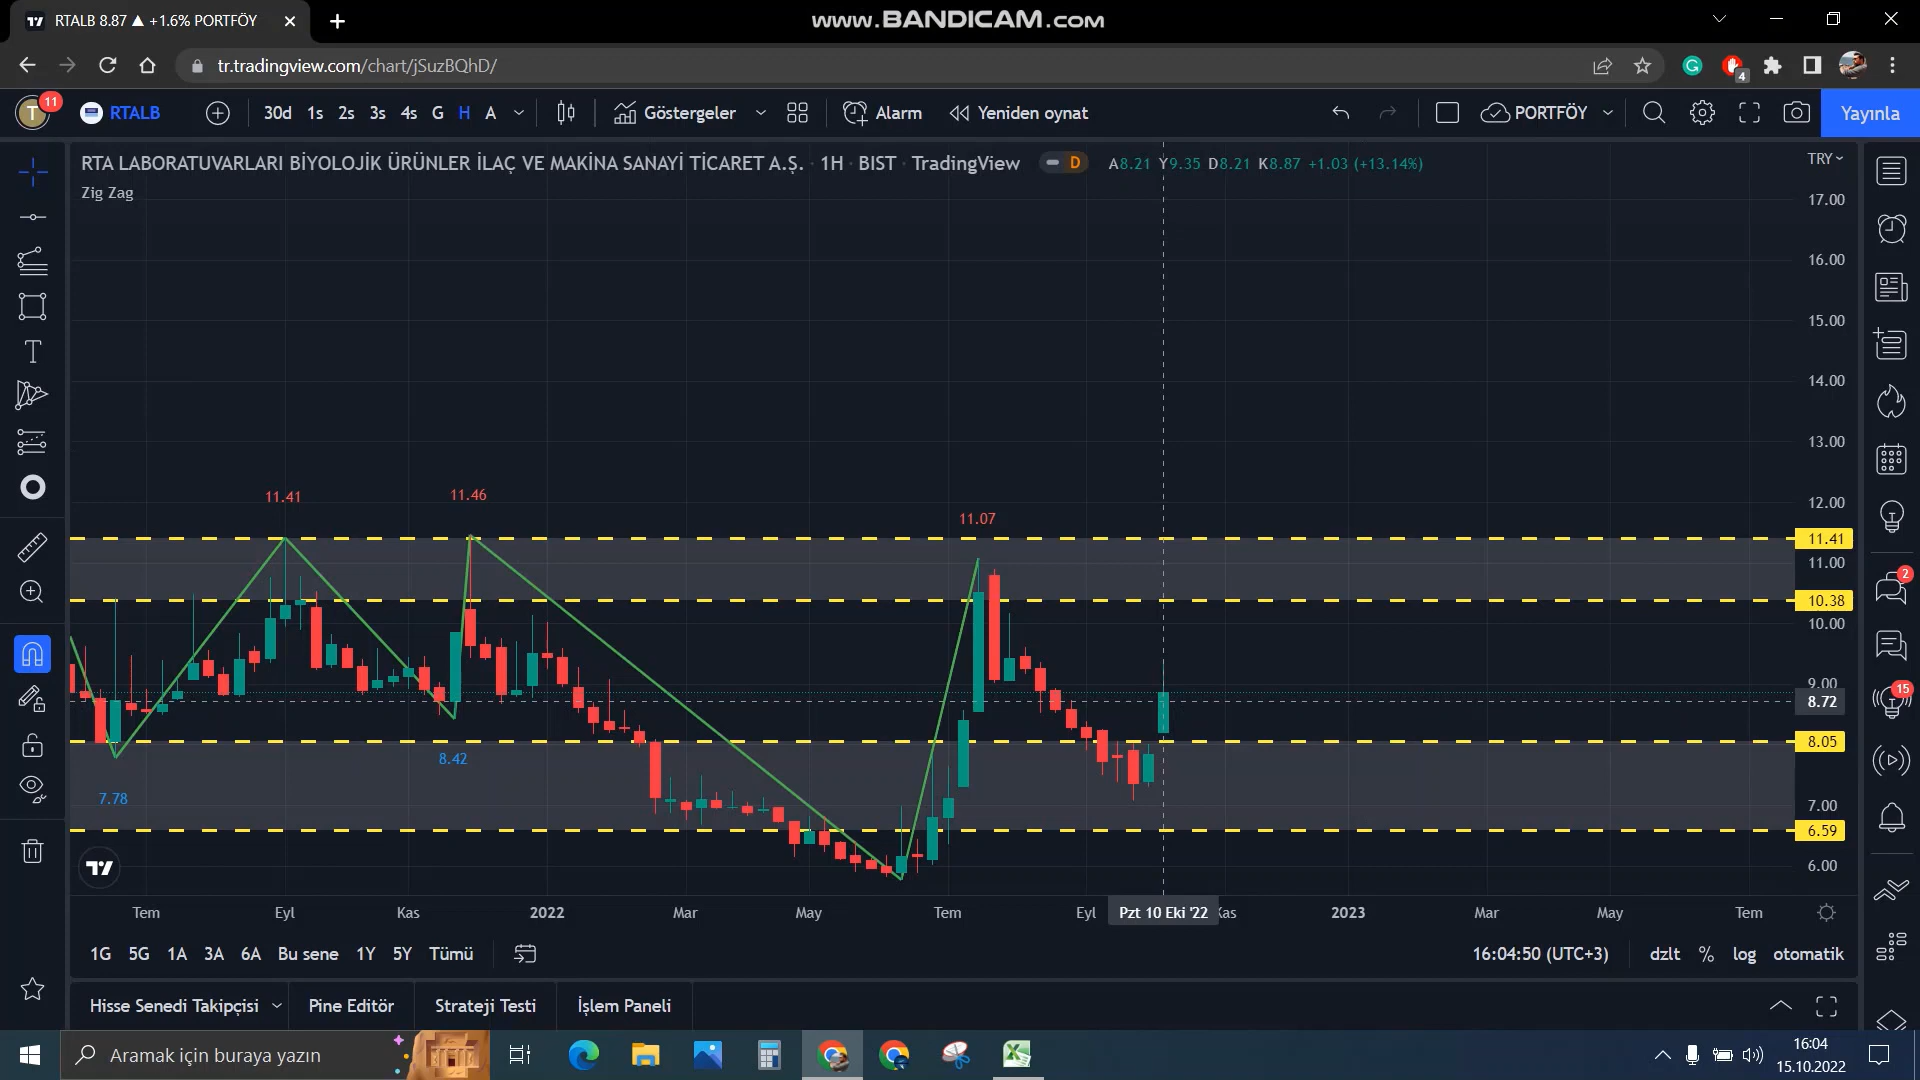 RTALB 8.87 ▲ +1.6% PORTFÖY
www.BANDICAM.com
tr.tradingview.com/chart/jSuzBQhD/
4
T
11
RTALB
30d 1s 2s 3s 4s G H A
Göstergeler
Alarm
Yeniden oynat
PORTFÖY
Yayınla
RTA LABORATUVARLARI BİYOLOJİK ÜRÜNLER İLAÇ VE MAKİNA SANAYİ TİCARET A.Ş. · 1H · BIST · TradingView
D
A8.21 Y9.35 D8.21 K8.87 +1.03 (+13.14%)
TRY
Zig Zag
17.00
16.00
15.00
14.00
13.00
12.00
11.41
11.00
10.38
10.00
9.00
8.72
8.05
7.00
6.59
6.00
11.41
11.46
11.07
8.42
7.78
2
15
Tem Eyl Kas 2022 Mar May Tem Eyl Pzt 10 Eki '22 Kas 2023 Mar May Tem
1G 5G 1A 3A 6A Bu sene 1Y 5Y Tümü
16:04:50 (UTC+3)
dzlt % log otomatik
Hisse Senedi Takipçisi
Pine Editör
Strateji Testi
İşlem Paneli
Aramak için buraya yazın
16:04
15.10.2022